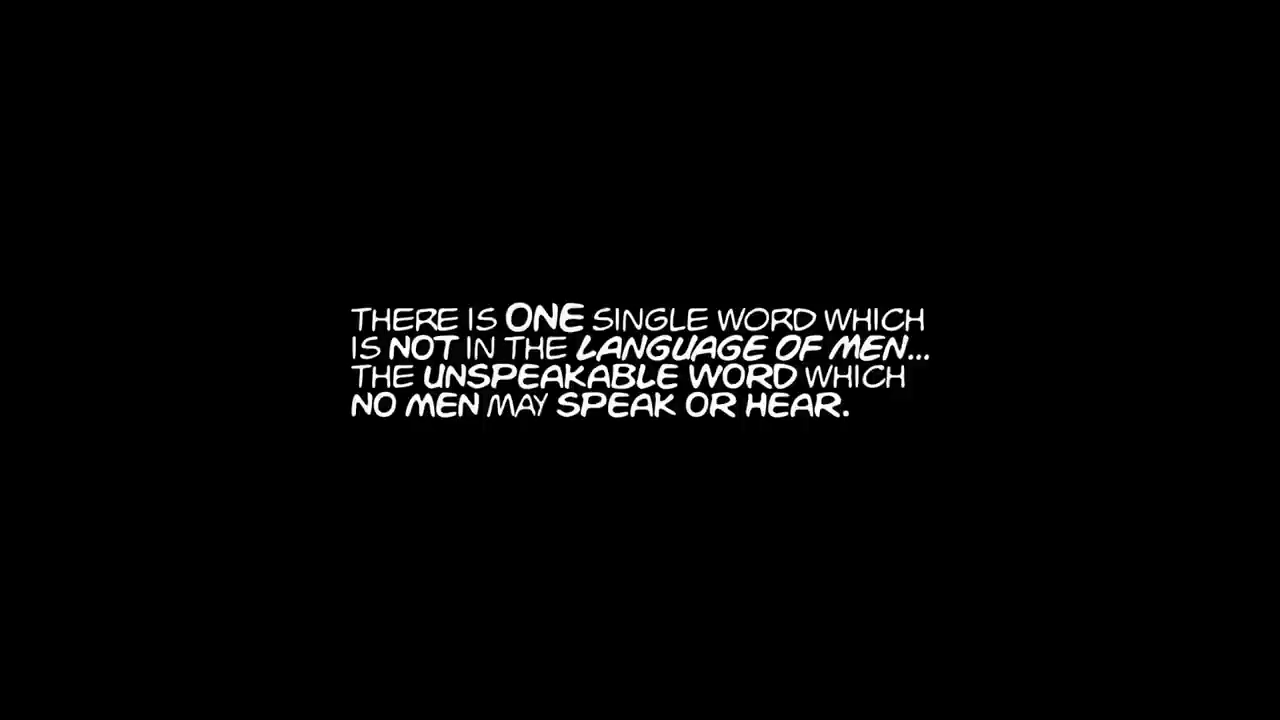 THERE IS ONE SINGLE WORD WHICH
IS NOT IN THE LANGUAGE OF MEN...
THE UNSPEAKABLE WORD WHICH
NO MEN MAY SPEAK OR HEAR.